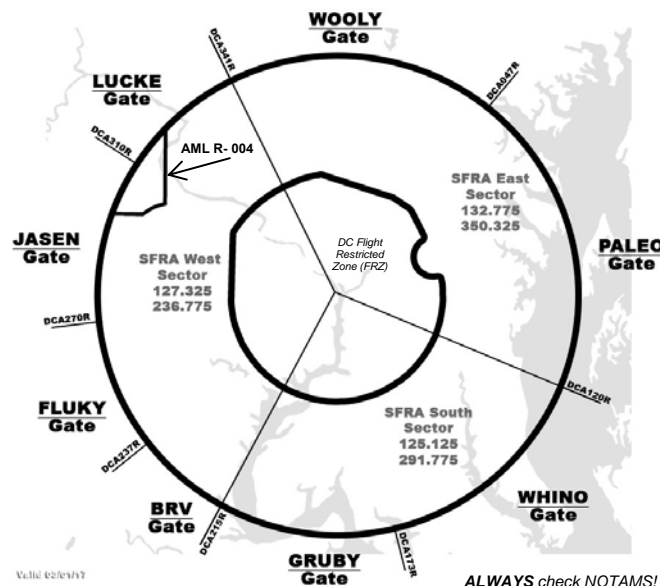 WOOLY
Gate
DCA341R
DCA047R
LUCKE
Gate
DCA310R
AML R- 004
SFRA East
Sector
132.775
350.325
DC Flight
Restricted
Zone (FRZ)
JASEN
Gate
SFRA West
Sector
127.325
236.775
PALEO
Gate
DCA270R
DCA120R
FLUKY
Gate
SFRA South
Sector
125.125
291.775
DCA237R
BRV
Gate
DCA215R
WHINO
Gate
GRUBY
Gate
DCA173R
ALWAYS check NOTAMS!